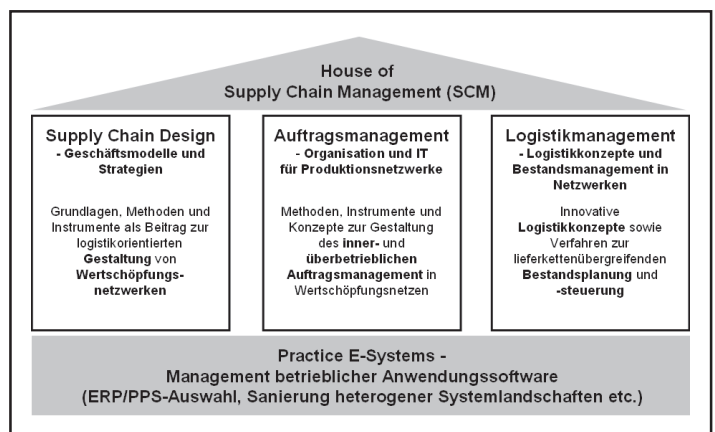 House of
Supply Chain Management (SCM)
Supply Chain Design
- Geschäftsmodelle und
Strategien
Grundlagen, Methoden und
Instrumente als Beitrag zur
logistikorientierten
Gestaltung von
Wertschöpfungs-
netzwerken
Auftragsmanagement
- Organisation und IT
für Produktionsnetzwerke
Methoden, Instrumente und
Konzepte zur Gestaltung
des inner- und
überbetrieblichen
Auftragsmanagement in
Wertschöpfungsnetzen
Logistikmanagement
- Logistikkonzepte und
Bestandsmanagement in
Netzwerken
Innovative
Logistikkonzepte sowie
Verfahren zur
lieferkettenübergreifenden
Bestandsplanung und
-steuerung
Practice E-Systems -
Management betrieblicher Anwendungssoftware
(ERP/PPS-Auswahl, Sanierung heterogener Systemlandschaften etc.)